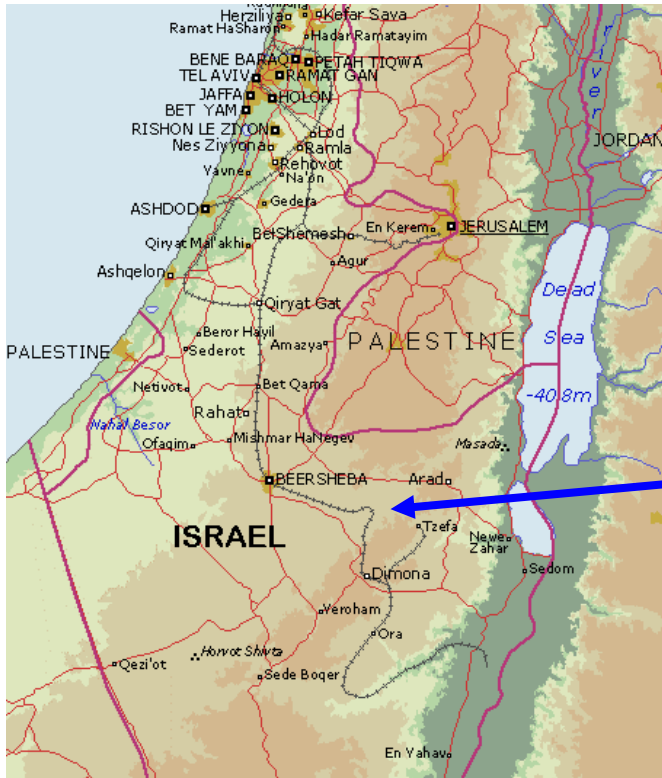 Herziliya
Kefar Sava
Ramat HaSharon
Hadar Ramatayim
BENE BARAQ
PETAH TIQWA
TEL AVIV
RAMAT GAN
JAFFA
HOLON
BET YAM
RISHON LE ZIYON
Lod
Nes Ziyyona
Ramla
Rehovot
Yavne
Na'on
Gedera
ASHDOD
En Kerem
JERUSALEM
Qiryat Mal'akhi
BetShemesh
Agur
Ashqelon
Qiryat Gat
Beror Hayil
Amazya
PALESTINE
PALESTINE
Sederot
Netivot
Bet Qama
Rahat
Nahal Besor
Ofaqim
Mishmar HaNegev
Masada
BEERSHEBA
Arad
Tzefa
ISRAEL
Newe
Zahar
Dimona
Sedom
Yeroham
Ora
Horvot Shivta
Qezi'ot
Sede Boqer
En Yahav
river
JORDAN
Dead
Sea
-408m